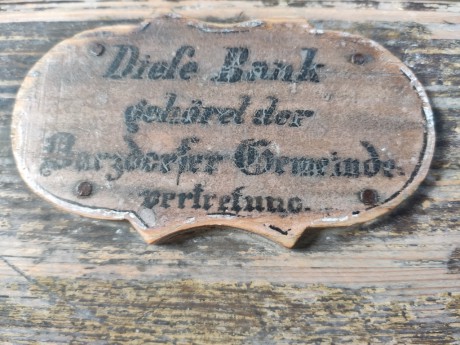 Diese Bank
gehöret der
Barzdorfer Gemeinde.
vertretung.